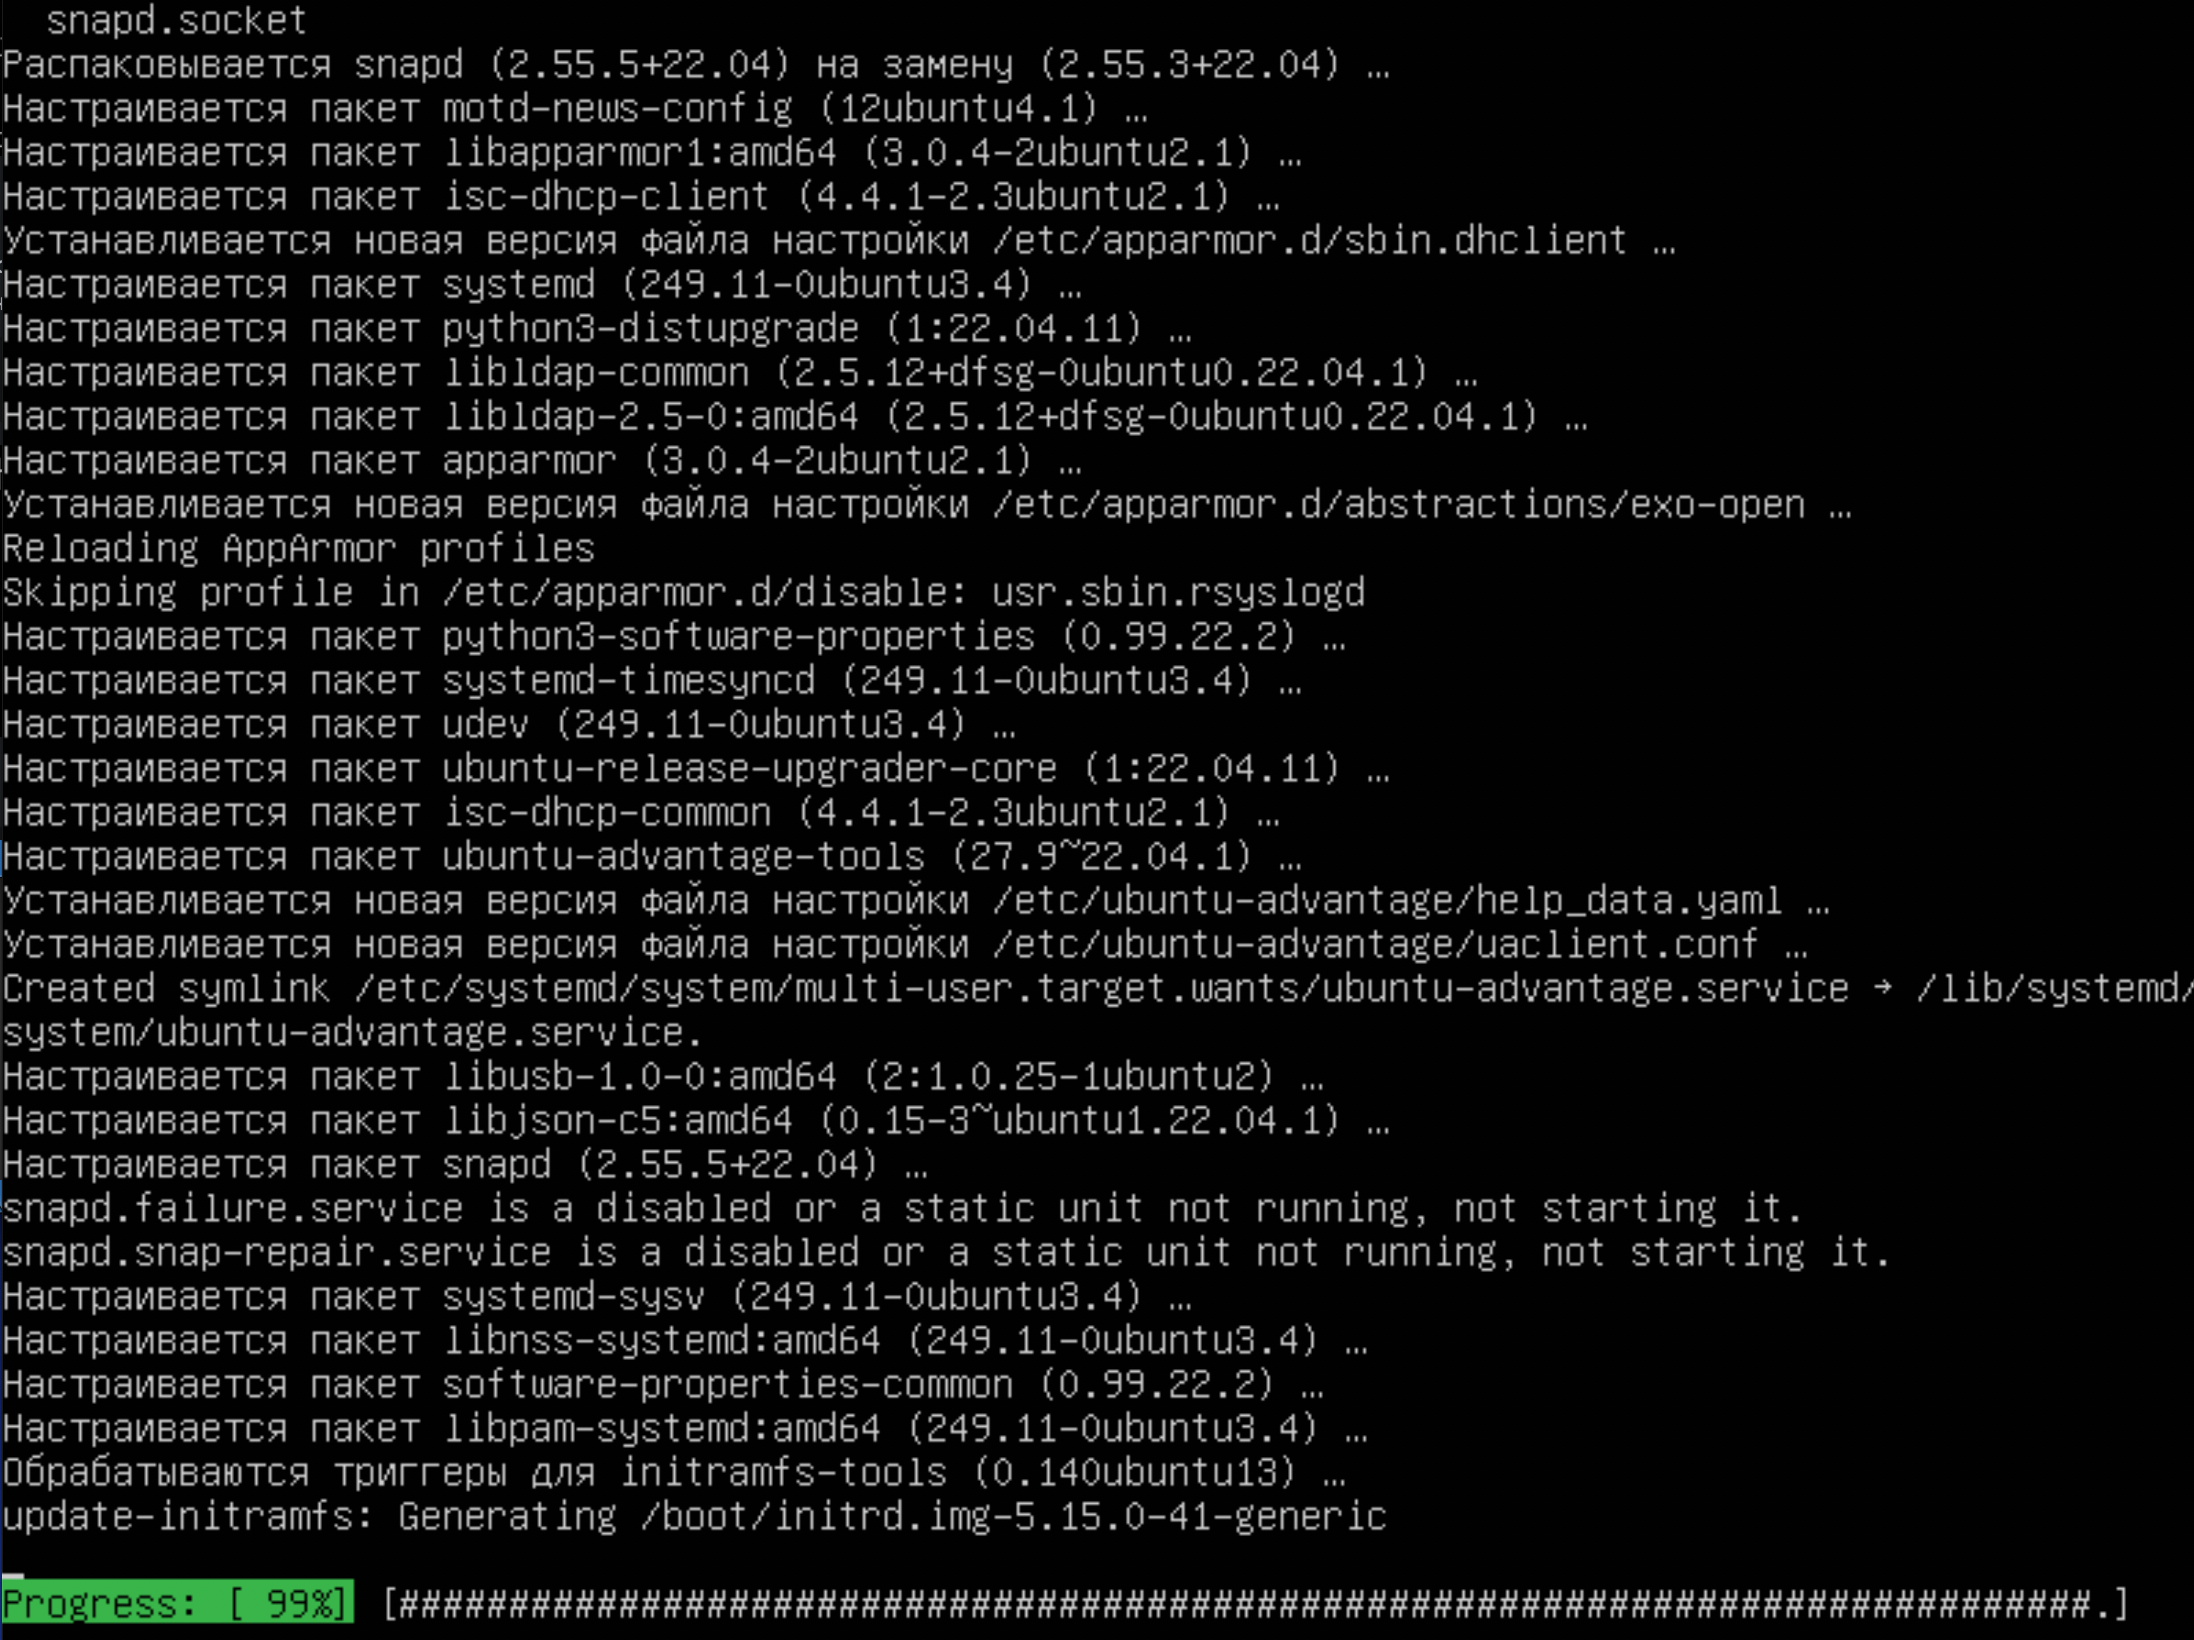 snapd.socket
Распаковывается snapd (2.55.5+22.04) на замену (2.55.3+22.04) …
Настраивается пакет motd-news-config (12ubuntu4.1) …
Настраивается пакет libapparmor1:amd64 (3.0.4-2ubuntu2.1) …
Настраивается пакет isc-dhcp-client (4.4.1-2.3ubuntu2.1) …
Устанавливается новая версия файла настройки /etc/apparmor.d/sbin.dhclient …
Настраивается пакет systemd (249.11-0ubuntu3.4) …
Настраивается пакет python3-distupgrade (1:22.04.11) …
Настраивается пакет libldap-common (2.5.12+dfsg-0ubuntu0.22.04.1) …
Настраивается пакет libldap-2.5-0:amd64 (2.5.12+dfsg-0ubuntu0.22.04.1) …
Настраивается пакет apparmor (3.0.4-2ubuntu2.1) …
Устанавливается новая версия файла настройки /etc/apparmor.d/abstractions/exo-open …
Reloading AppArmor profiles
Skipping profile in /etc/apparmor.d/disable: usr.sbin.rsyslogd
Настраивается пакет python3-software-properties (0.99.22.2) …
Настраивается пакет systemd-timesyncd (249.11-0ubuntu3.4) …
Настраивается пакет udev (249.11-0ubuntu3.4) …
Настраивается пакет ubuntu-release-upgrader-core (1:22.04.11) …
Настраивается пакет isc-dhcp-common (4.4.1-2.3ubuntu2.1) …
Настраивается пакет ubuntu-advantage-tools (27.9~22.04.1) …
Устанавливается новая версия файла настройки /etc/ubuntu-advantage/help_data.yaml …
Устанавливается новая версия файла настройки /etc/ubuntu-advantage/uaclient.conf …
Created symlink /etc/systemd/system/multi-user.target.wants/ubuntu-advantage.service → /lib/systemd/
system/ubuntu-advantage.service.
Настраивается пакет libusb-1.0-0:amd64 (2:1.0.25-1ubuntu2) …
Настраивается пакет libjson-c5:amd64 (0.15-3~ubuntu1.22.04.1) …
Настраивается пакет snapd (2.55.5+22.04) …
snapd.failure.service is a disabled or a static unit not running, not starting it.
snapd.snap-repair.service is a disabled or a static unit not running, not starting it.
Настраивается пакет systemd-sysv (249.11-0ubuntu3.4) …
Настраивается пакет libnss-systemd:amd64 (249.11-0ubuntu3.4) …
Настраивается пакет software-properties-common (0.99.22.2) …
Настраивается пакет libpam-systemd:amd64 (249.11-0ubuntu3.4) …
Обрабатываются триггеры для initramfs-tools (0.140ubuntu13) …
update-initramfs: Generating /boot/initrd.img-5.15.0-41-generic
Progress: [ 99%] [#############################################################################.]